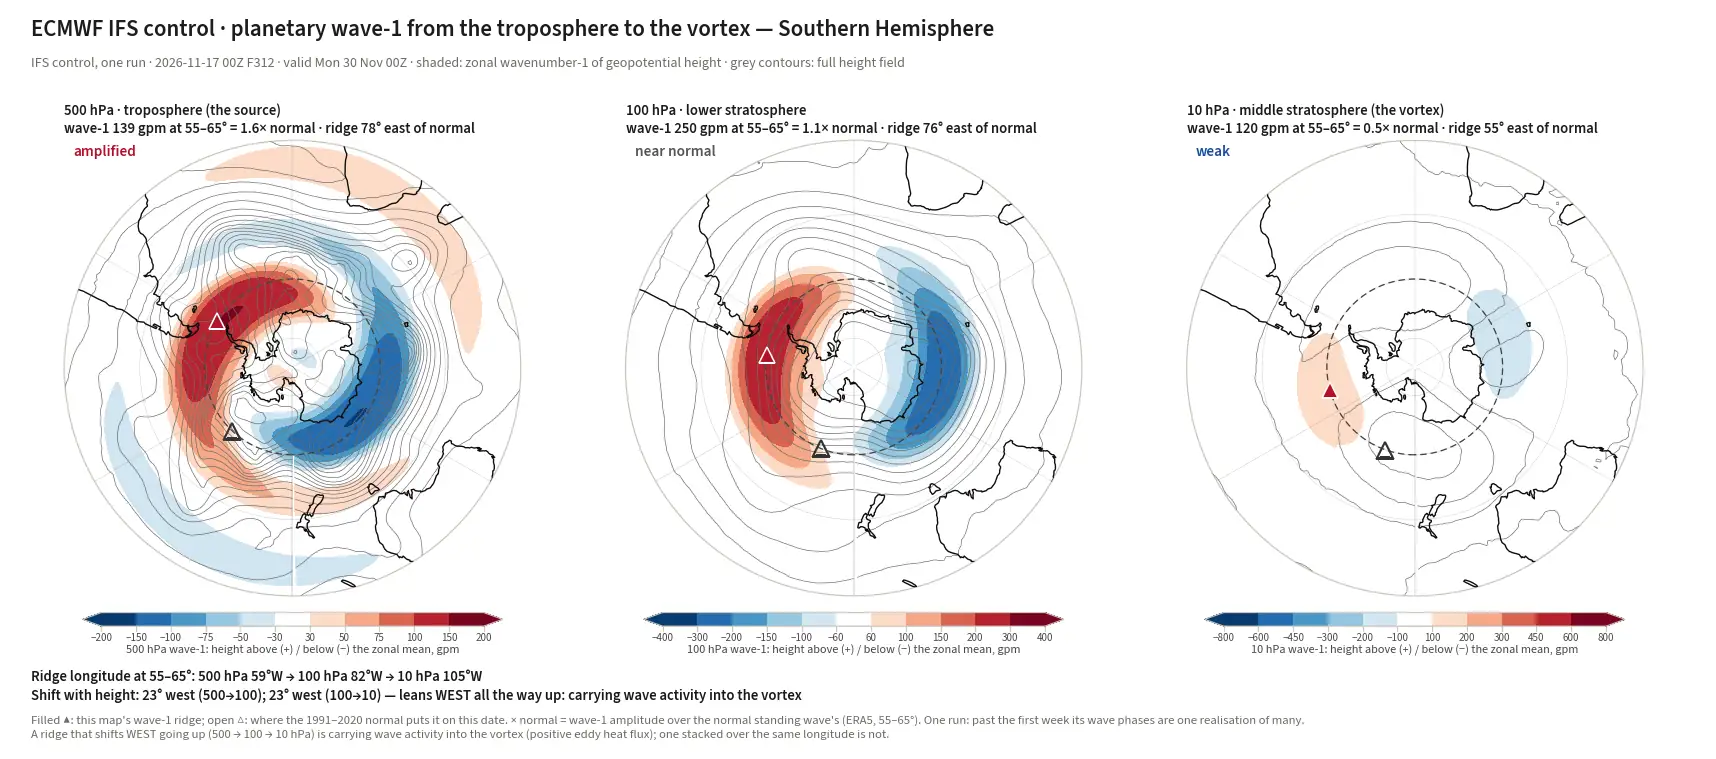 ECMWF IFS control · planetary wave-1 from the troposphere to the vortex — Southern Hemisphere
IFS control, one run · 2026-11-17 00Z F312 · valid Mon 30 Nov 00Z · shaded: zonal wavenumber-1 of geopotential height · grey contours: full height field
500 hPa · troposphere (the source)
wave-1 139 gpm at 55–65° = 1.6× normal · ridge 78° east of normal
amplified
100 hPa · lower stratosphere
wave-1 250 gpm at 55–65° = 1.1× normal · ridge 76° east of normal
near normal
10 hPa · middle stratosphere (the vortex)
wave-1 120 gpm at 55–65° = 0.5× normal · ridge 55° east of normal
weak
−200 −150 −100 −75 −50 −30 30 50 75 100 150 200
500 hPa wave-1: height above (+) / below (−) the zonal mean, gpm
−400 −300 −200 −150 −100 −60 60 100 150 200 300 400
100 hPa wave-1: height above (+) / below (−) the zonal mean, gpm
−800 −600 −450 −300 −200 −100 100 200 300 450 600 800
10 hPa wave-1: height above (+) / below (−) the zonal mean, gpm
Ridge longitude at 55–65°: 500 hPa 59°W → 100 hPa 82°W → 10 hPa 105°W
Shift with height: 23° west (500→100); 23° west (100→10) — leans WEST all the way up: carrying wave activity into the vortex
Filled ▲: this map's wave-1 ridge; open △: where the 1991–2020 normal puts it on this date. × normal = wave-1 amplitude over the normal standing wave's (ERA5, 55–65°). One run: past the first week its wave phases are one realisation of many.
A ridge that shifts WEST going up (500 → 100 → 10 hPa) is carrying wave activity into the vortex (positive eddy heat flux); one stacked over the same longitude is not.